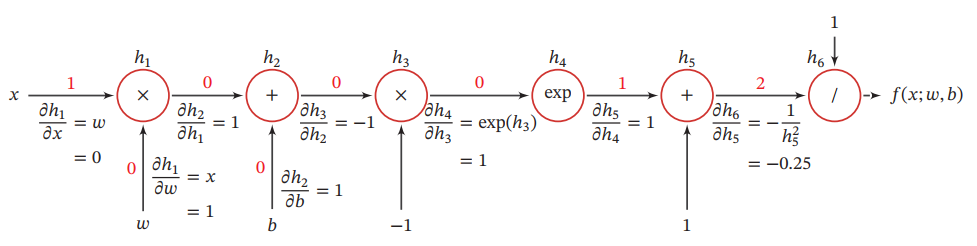 1
h₁ h₂ h₃ h₄ h₅ h₆
1 0 0 0 1 2
x × + × exp + / f(x; w, b)
∂h₁/∂x = w
= 0
∂h₂/∂h₁ = 1
∂h₃/∂h₂ = −1
∂h₄/∂h₃ = exp(h₃)
= 1
∂h₅/∂h₄ = 1
∂h₆/∂h₅ = −1/h₅²
= −0.25
0 ∂h₁/∂w = x
= 1
0 ∂h₂/∂b = 1
w b −1 1